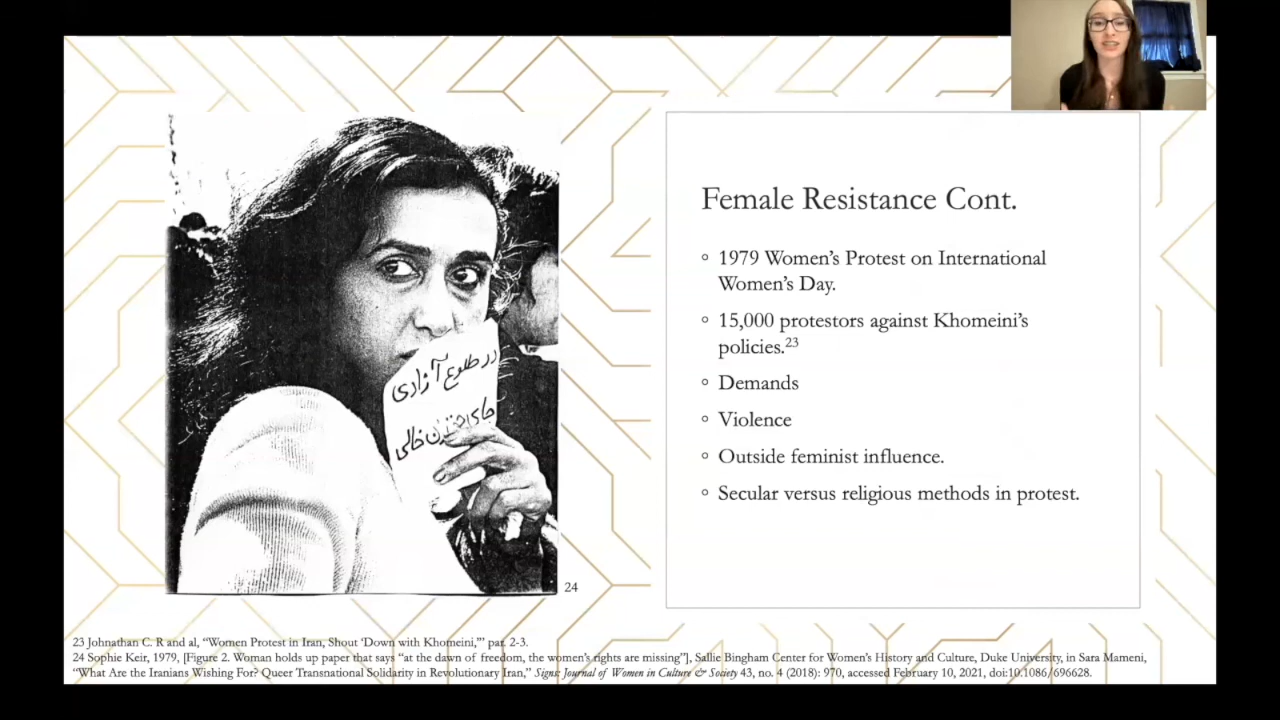 در طلوع آزادی
جای
خالی
24
Female Resistance Cont.
1979 Women’s Protest on International
Women’s Day.
15,000 protestors against Khomeini’s
policies.23
Demands
Violence
Outside feminist influence.
Secular versus religious methods in protest.
23 Johnathan C. R and al, “Women Protest in Iran, Shout ‘Down with Khomeini,’” par. 2-3.
24 Sophie Keir, 1979, [Figure 2. Woman holds up paper that says “at the dawn of freedom, the women’s rights are missing”], Sallie Bingham Center for Women’s History and Culture, Duke University, in Sara Mameni,
“What Are the Iranians Wishing For? Queer Transnational Solidarity in Revolutionary Iran,” Signs: Journal of Women in Culture & Society 43, no. 4 (2018): 970, accessed February 10, 2021, doi:10.1086/696628.